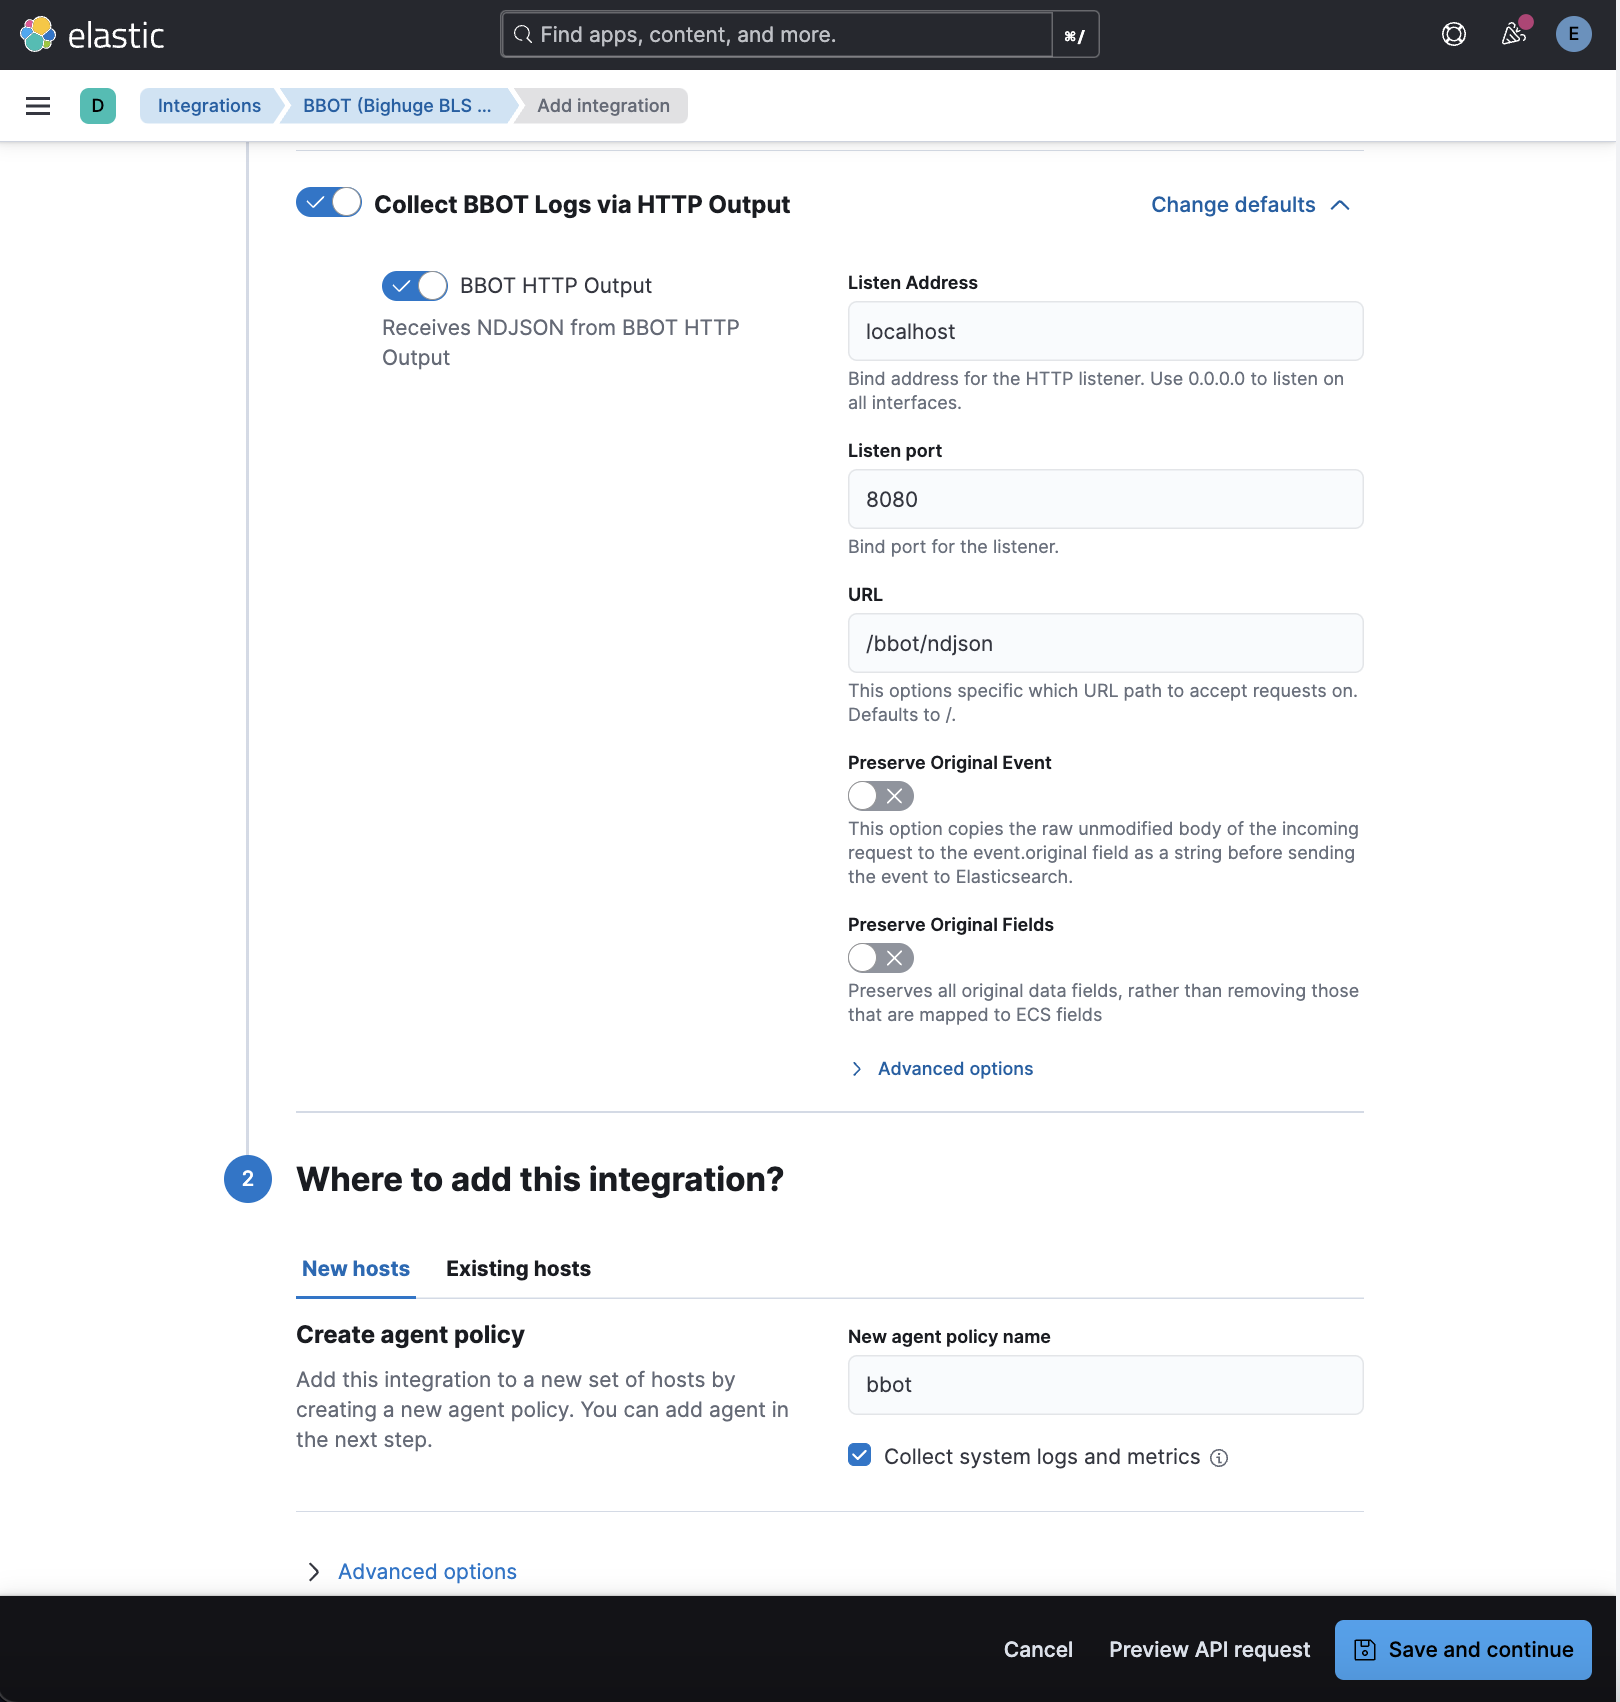 elastic
Find apps, content, and more.
⌘/
E
D
Integrations
BBOT (Bighuge BLS ...
Add integration
Collect BBOT Logs via HTTP Output
Change defaults
BBOT HTTP Output
Receives NDJSON from BBOT HTTP
Output
Listen Address
localhost
Bind address for the HTTP listener. Use 0.0.0.0 to listen on
all interfaces.
Listen port
8080
Bind port for the listener.
URL
/bbot/ndjson
This options specific which URL path to accept requests on.
Defaults to /.
Preserve Original Event
This option copies the raw unmodified body of the incoming
request to the event.original field as a string before sending
the event to Elasticsearch.
Preserve Original Fields
Preserves all original data fields, rather than removing those
that are mapped to ECS fields
Advanced options
2
Where to add this integration?
New hosts
Existing hosts
Create agent policy
Add this integration to a new set of hosts by
creating a new agent policy. You can add agent in
the next step.
New agent policy name
bbot
Collect system logs and metrics
Advanced options
Cancel
Preview API request
Save and continue